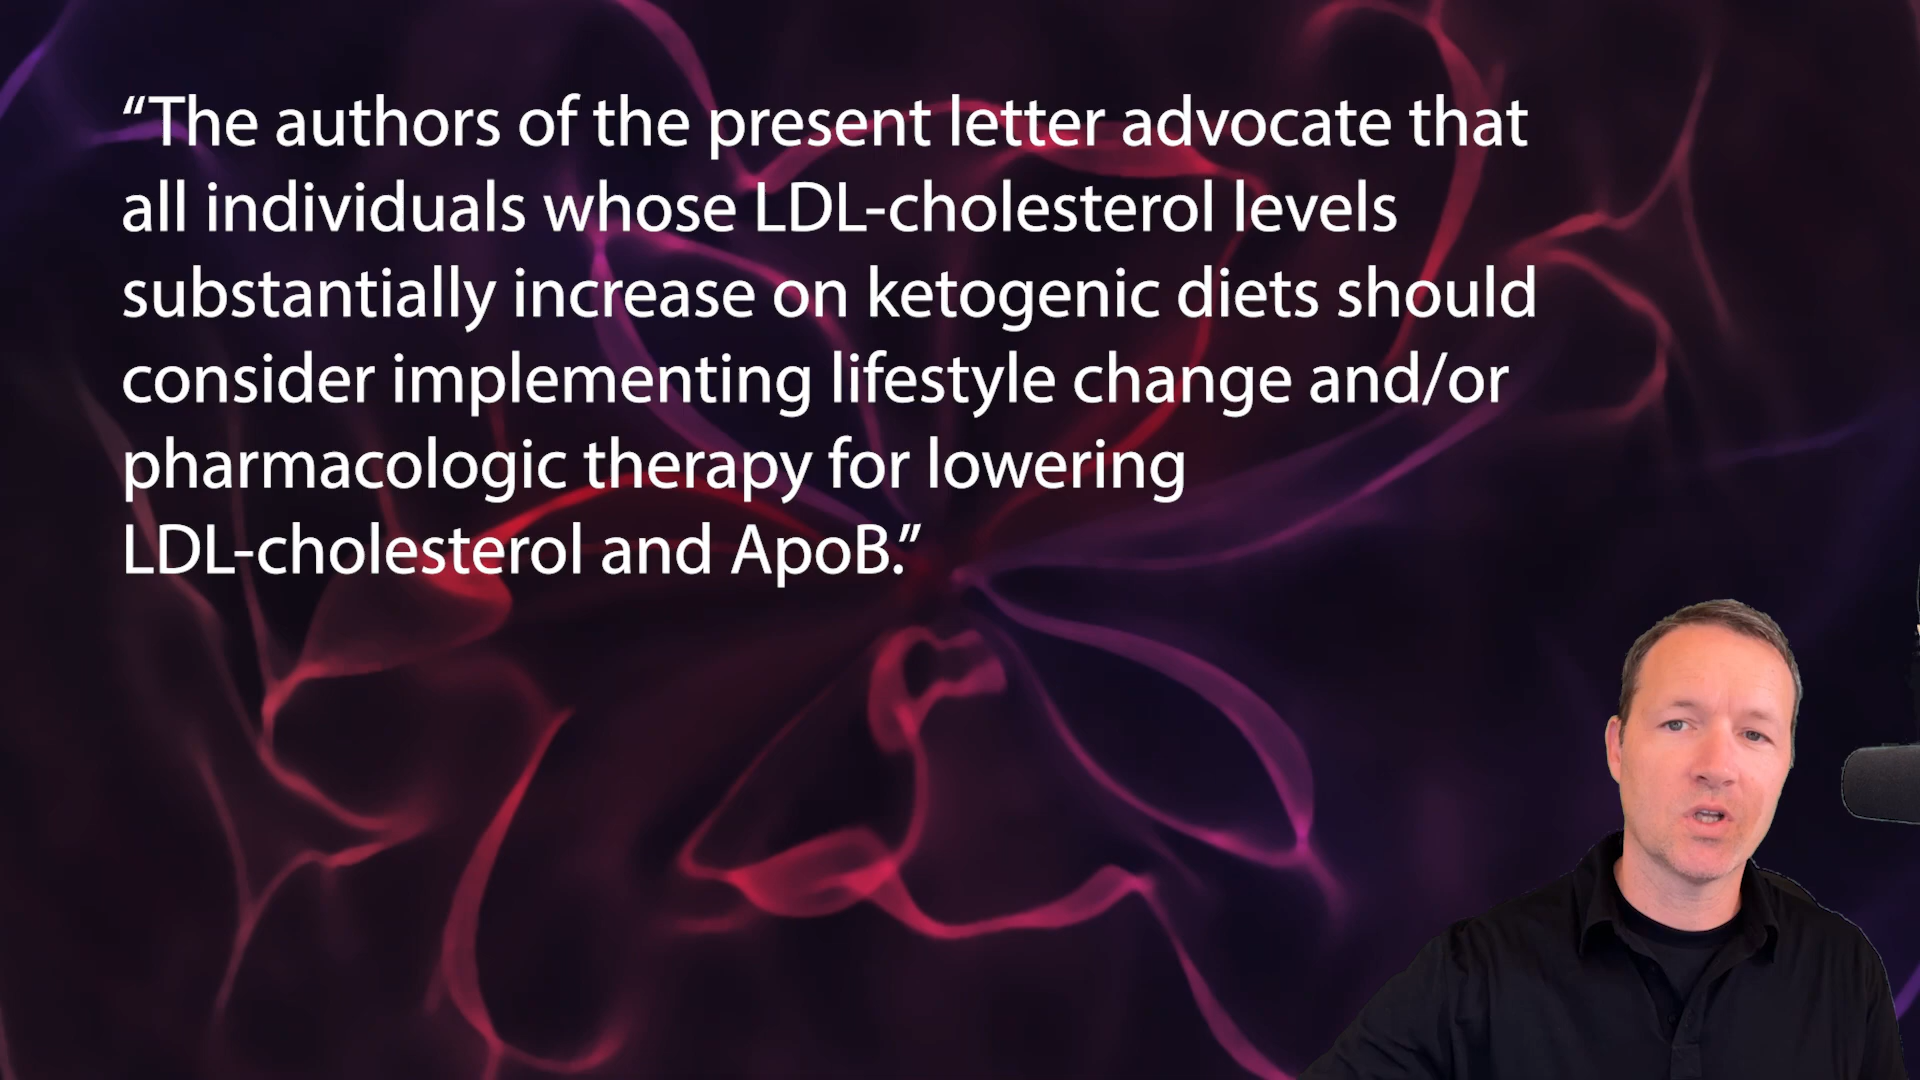 “The authors of the present letter advocate that
all individuals whose LDL-cholesterol levels
substantially increase on ketogenic diets should
consider implementing lifestyle change and/or
pharmacologic therapy for lowering
LDL-cholesterol and ApoB.”